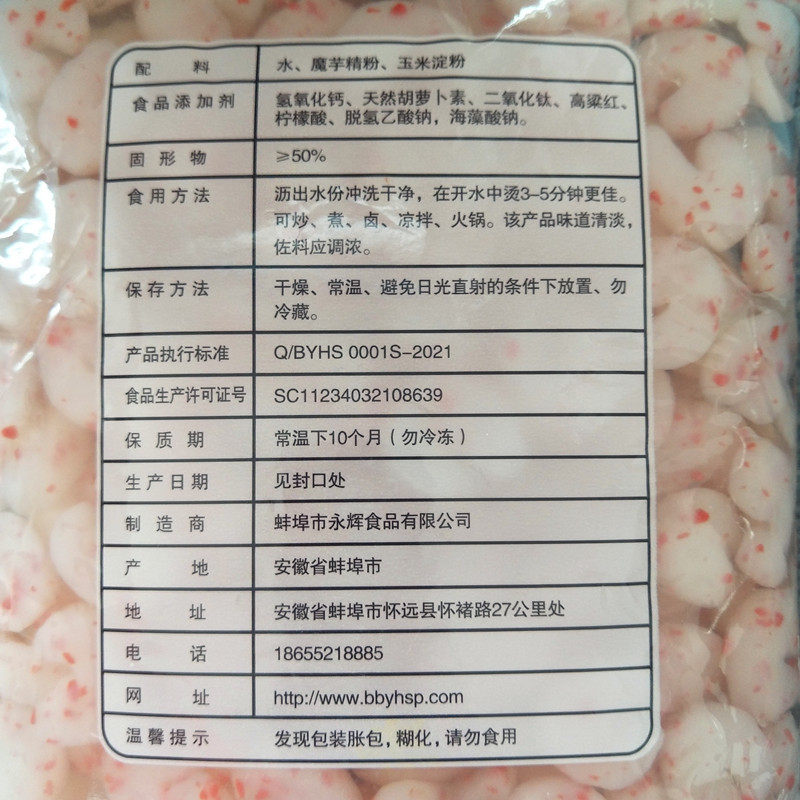 配料 水、魔芋精粉、玉米淀粉
食品添加剂 氢氧化钙、天然胡萝卜素、二氧化钛、高粱红、
柠檬酸、脱氢乙酸钠，海藻酸钠。
固形物 ≥50%
食用方法 沥出水份冲洗干净，在开水中烫3-5分钟更佳。
可炒、煮、卤、凉拌、火锅。该产品味道清淡，
佐料应调浓。
保存方法 干燥、常温、避免日光直射的条件下放置、勿
冷藏。
产品执行标准 Q/BYHS 0001S-2021
食品生产许可证号 SC11234032108639
保质期 常温下10个月（勿冷冻）
生产日期 见封口处
制造商 蚌埠市永辉食品有限公司
产地 安徽省蚌埠市
地址 安徽省蚌埠市怀远县怀褚路27公里处
电话 18655218885
网址 http://www.bbyhsp.com
温馨提示 发现包装胀包，糊化，请勿食用